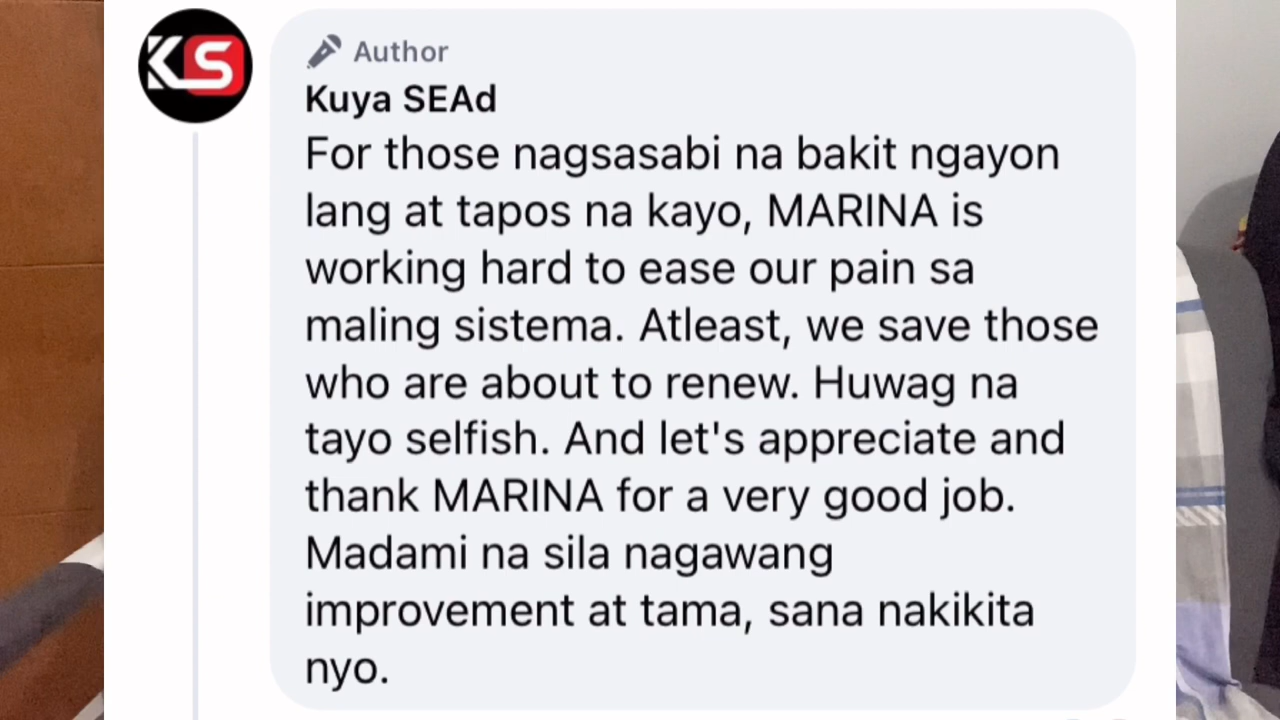 KS
Author
Kuya SEAd
For those nagsasabi na bakit ngayon
lang at tapos na kayo, MARINA is
working hard to ease our pain sa
maling sistema. Atleast, we save those
who are about to renew. Huwag na
tayo selfish. And let's appreciate and
thank MARINA for a very good job.
Madami na sila nagawang
improvement at tama, sana nakikita
nyo.